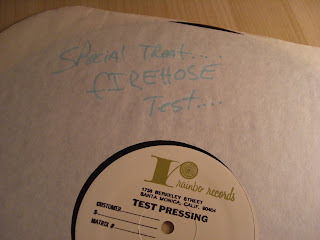 SPECIAL TREAT....
fIREHOSE
TEST....
rainbo records
1738 BERKELEY STREET
SANTA MONICA, CALIF. 90404
TEST PRESSING
CUSTOMER
S
MATRIX #